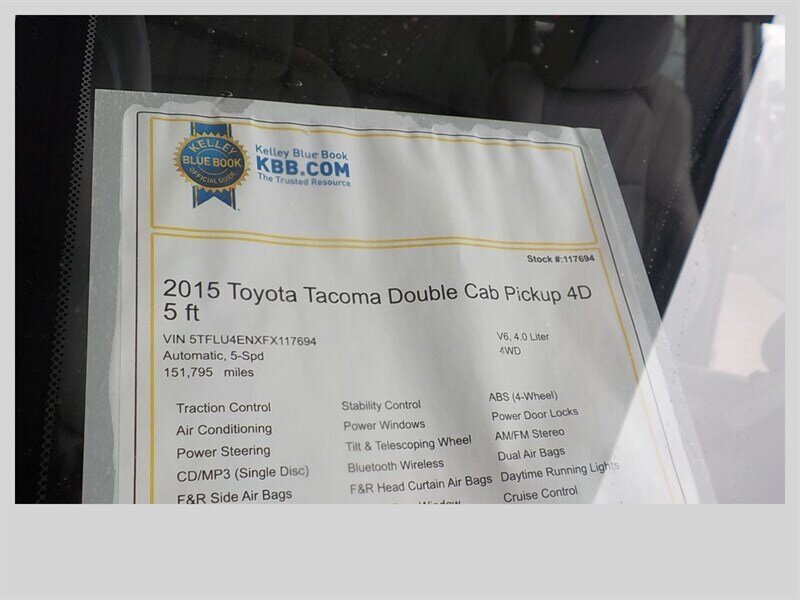 KELLEY
BLUE BOOK
OFFICIAL GUIDE
Kelley Blue Book
KBB.COM
The Trusted Resource
Stock #:117694
2015 Toyota Tacoma Double Cab Pickup 4D
5 ft
VIN 5TFLU4ENXFX117694
V6, 4.0 Liter
Automatic, 5-Spd
4WD
151,795 miles
Traction Control
Stability Control
ABS (4-Wheel)
Air Conditioning
Power Windows
Power Door Locks
Power Steering
Tilt & Telescoping Wheel
AM/FM Stereo
CD/MP3 (Single Disc)
Bluetooth Wireless
Dual Air Bags
F&R Side Air Bags
F&R Head Curtain Air Bags
Daytime Running Lights
Window
Cruise Control